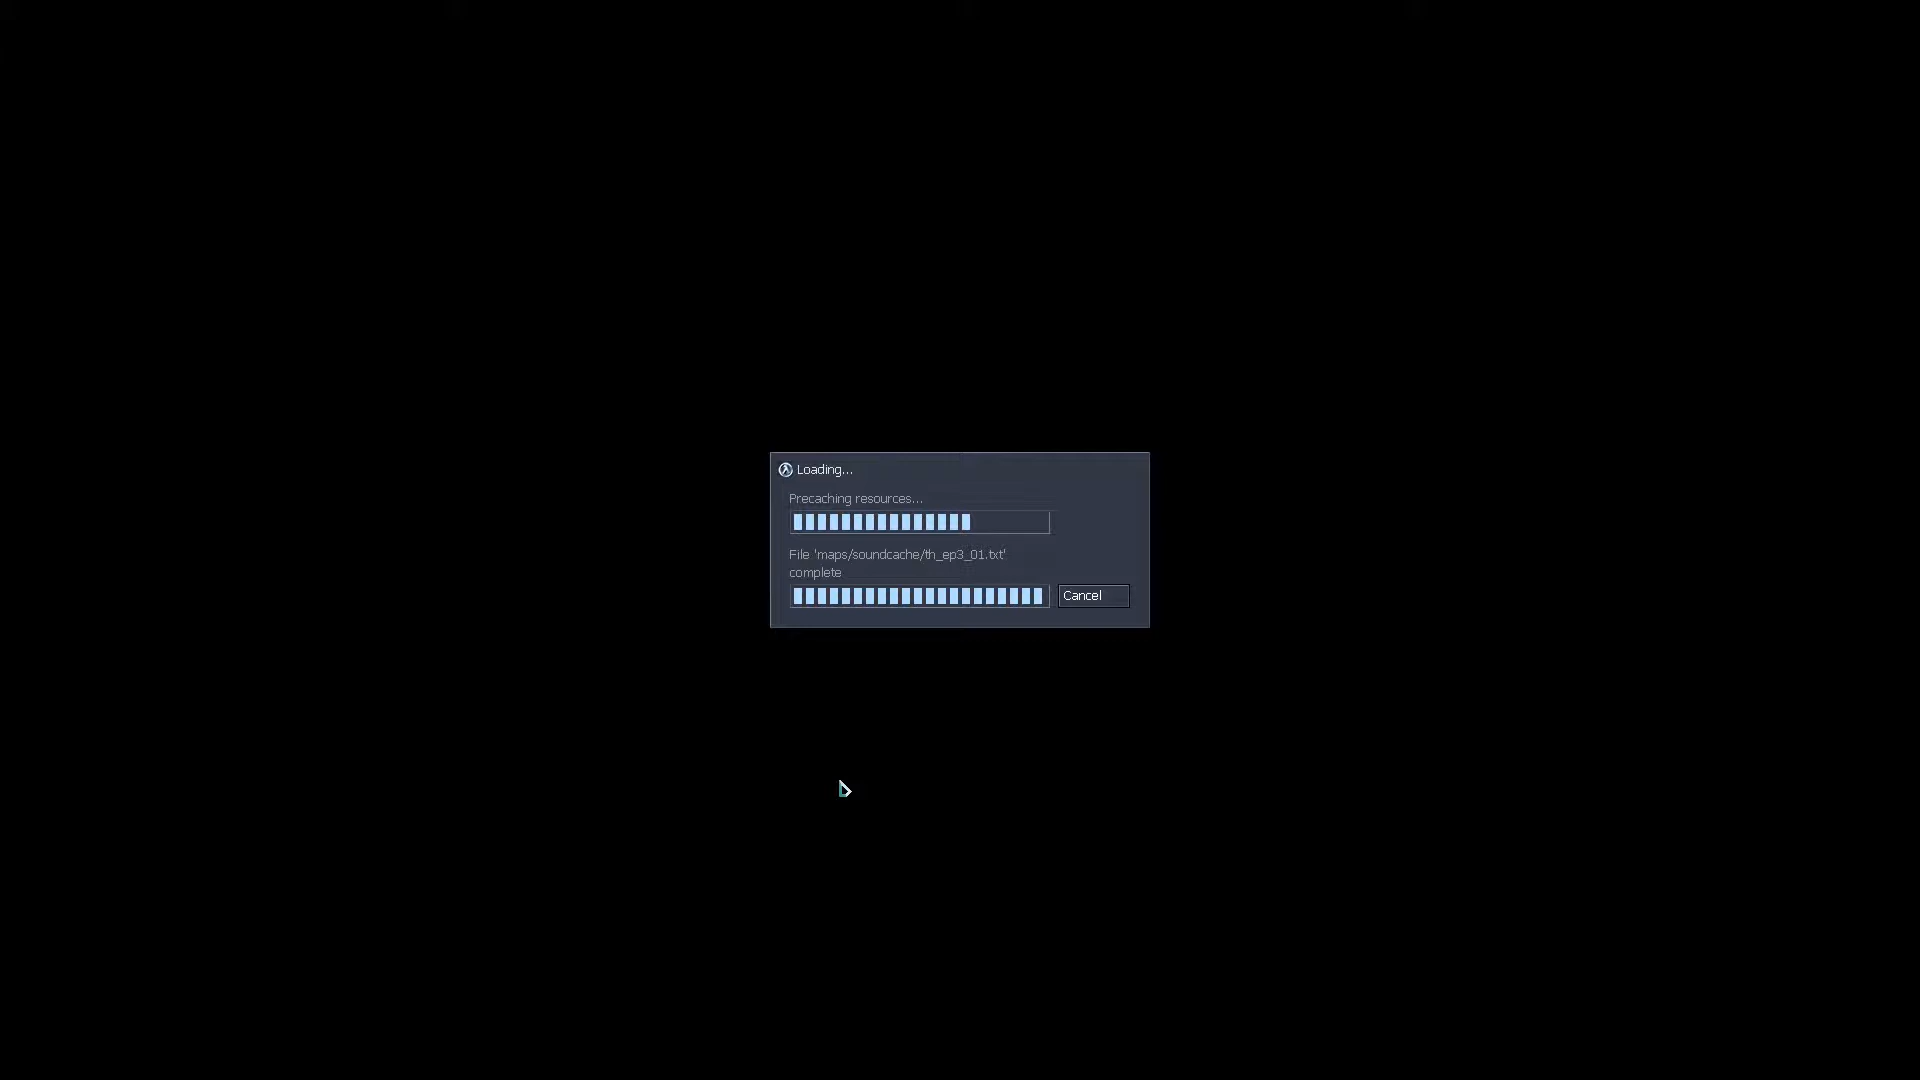 Loading...
Precaching resources...
File 'maps/soundcache/th_ep3_01.txt'
complete
Cancel